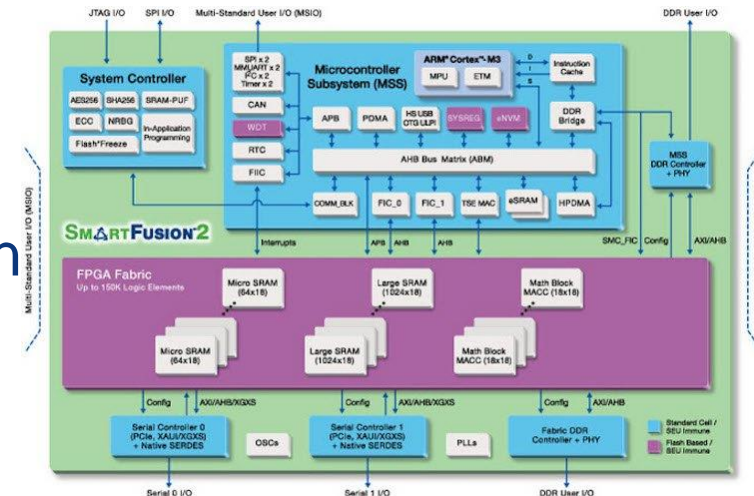 JTAG I/O
SPI I/O
Multi-Standard User I/O (MSIO)
DDR User I/O
System Controller
AES256
SHA256
SRAM-PUF
ECC
NRBG
In-Application
Programming
Flash*Freeze
SPI x 2
MMUART x 2
I²C x 2
Timer x 2
CAN
WDT
RTC
FIIC
Microcontroller
Subsystem (MSS)
ARM® Cortex™-M3
MPU
ETM
D
I
S
Instruction
Cache
DDR
Bridge
APB
PDMA
HS USB
OTG ULPI
SYSREG
eNVM
AHB Bus Matrix (ABM)
COMM_BLK
FIC_0
FIC_1
TSE MAC
eSRAM
HPDMA
MSS
DDR Controller
+ PHY
Multi-Standard User I/O (MSIO)
n
SMARTFUSION®2
Interrupts
APB
AHB
AHB
SMC_FIC
Config
AXI/AHB
FPGA Fabric
Up to 150K Logic Elements
Micro SRAM
(64x18)
Large SRAM
(1024x18)
Math Block
MACC (18x18)
Micro SRAM
(64x18)
Large SRAM
(1024x18)
Math Block
MACC (18x18)
Config
AXI/AHB/XGXS
Config
AXI/AHB/XGXS
Config
AXI/AHB
Serial Controller 0
(PCIe, XAUI/XGXS)
+ Native SERDES
OSCs
Serial Controller 1
(PCIe, XAUI/XGXS)
+ Native SERDES
PLLs
Fabric DDR
Controller + PHY
Standard Cell /
SEU Immune
Flash Based /
SEU Immune
Serial 0 I/O
Serial 1 I/O
DDR User I/O